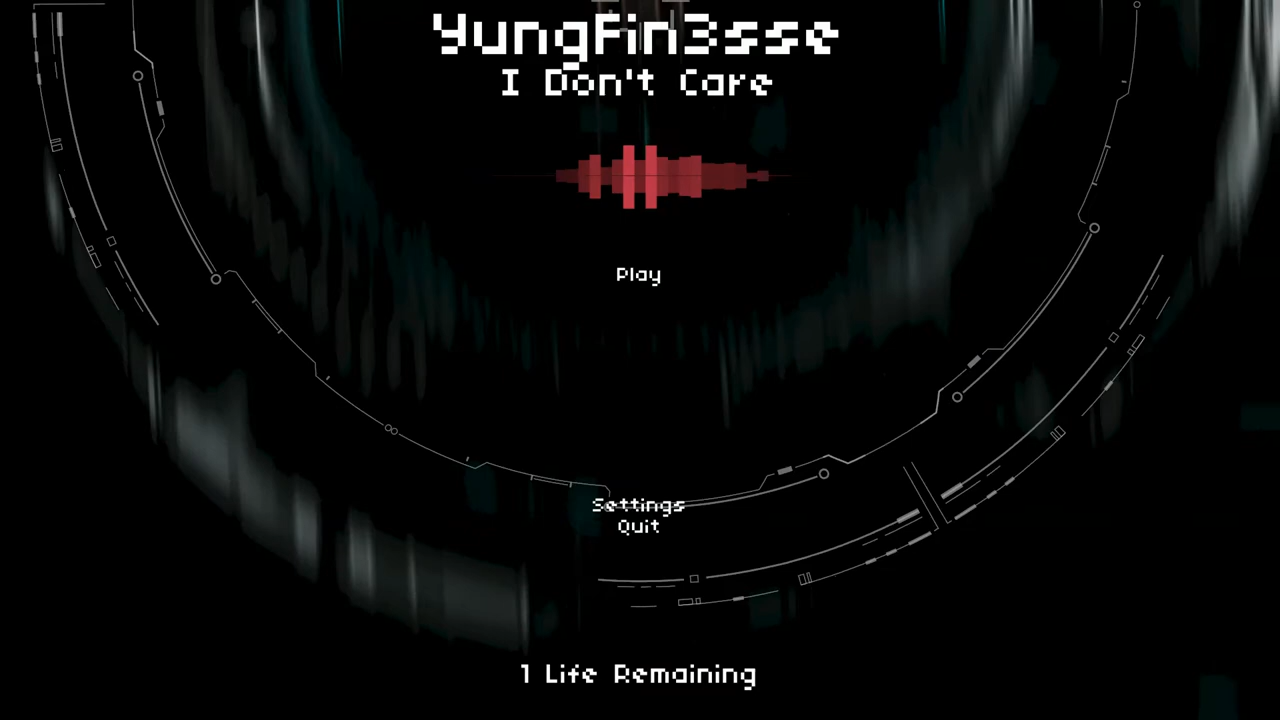 YungFin3sse
I Don't Care
Play
Settings
Quit
1 Life Remaining